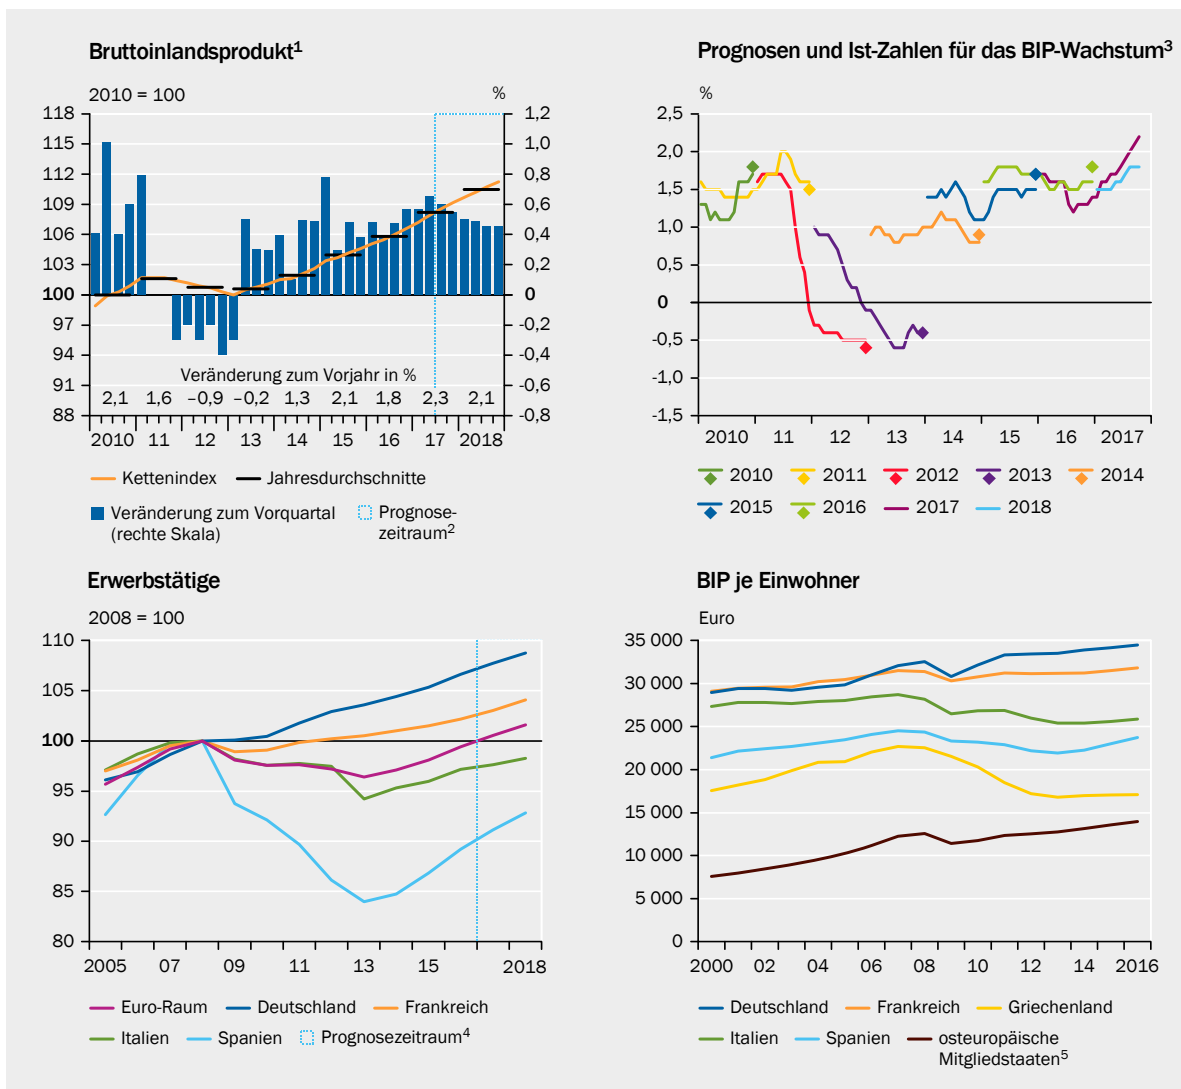 Bruttoinlandsprodukt¹
2010 = 100
%
118
115
112
109
106
103
100
97
94
91
88
1,2
1,0
0,8
0,6
0,4
0,2
0
-0,2
-0,4
-0,6
-0,8
Veränderung zum Vorjahr in %
2,1 1,6 –0,9 –0,2 1,3 2,1 1,8 2,3 2,1
2010 11 12 13 14 15 16 17 2018
Kettenindex Jahresdurchschnitte
Veränderung zum Vorquartal
(rechte Skala)
Prognose-
zeitraum²
Prognosen und Ist-Zahlen für das BIP-Wachstum³
%
2,5
2,0
1,5
1,0
0,5
0
-0,5
-1,0
-1,5
2010 11 12 13 14 15 16 2017
2010 2011 2012 2013 2014
2015 2016 2017 2018
Erwerbstätige
2008 = 100
110
105
100
95
90
85
80
2005 07 09 11 13 15 2018
Euro-Raum Deutschland Frankreich
Italien Spanien Prognosezeitraum⁴
BIP je Einwohner
Euro
35 000
30 000
25 000
20 000
15 000
10 000
5 000
0
2000 02 04 06 08 10 12 14 2016
Deutschland Frankreich Griechenland
Italien Spanien osteuropäische
Mitgliedstaaten⁵